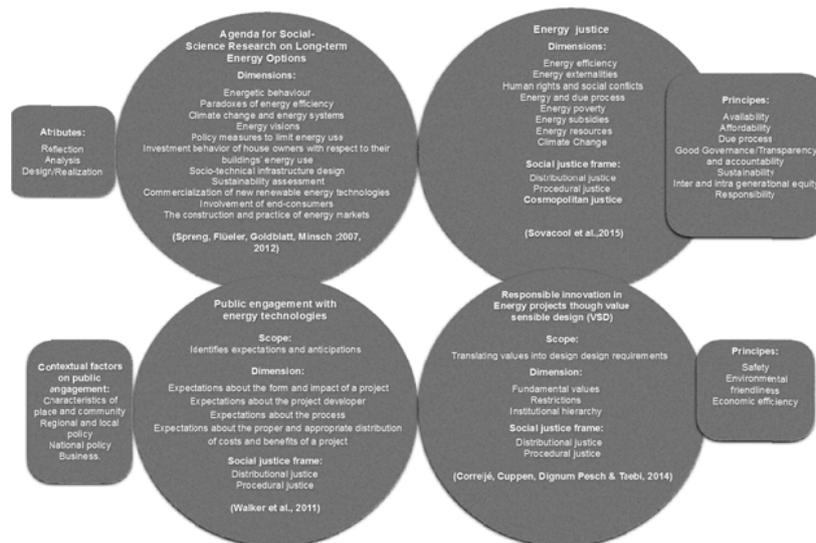 Agenda for Social-
Science Research on Long-term
Energy Options
Dimensions:
Energetic behaviour
Paradoxes of energy efficiency
Climate change and energy systems
Energy visions
Policy measures to limit energy use
Investment behavior of house owners with respect to their
buildings' energy use
Socio-technical infrastructure design
Sustainability assessment
Commercialization of new renewable energy technologies
Involvement of end-consumers
The construction and practice of energy markets
(Spreng, Flüeler, Goldblatt, Minsch ;2007,
2012)
Atributes:
Reflection
Analysis
Design/Realization
Energy justice
Dimensions:
Energy efficiency
Energy externalities
Human rights and social conflicts
Energy and due process
Energy poverty
Energy subsidies
Energy resources
Climate Change
Social justice frame:
Distributional justice
Procedural justice
Cosmopolitan justice
(Sovacool et al.,2015)
Principes:
Availability
Affordability
Due process
Good Governance/Transparency
and accountability
Sustainability
Inter and intra generational equity
Responsibility
Public engagement with
energy technologies
Scope:
Identifies expectations and anticipations
Dimension:
Expectations about the form and impact of a project
Expectations about the project developer
Expectations about the process
Expectations about the proper and appropriate distribution
of costs and benefits of a project
Social justice frame:
Distributional justice
Procedural justice
(Walker et al., 2011)
Contextual factors
on public
engagement:
Characteristics of
place and community
Regional and local
policy
National policy
Business.
Responsible innovation in
Energy projects though value
sensible design (VSD)
Scope:
Translating values into design design requirements
Dimension:
Fundamental values
Restrictions
Institutional hierarchy
Social justice frame:
Distributional justice
Procedural justice
(Correljé, Cuppen, Dignum Pesch & Taebi, 2014)
Principes:
Safety
Environmental
friendliness
Economic efficiency